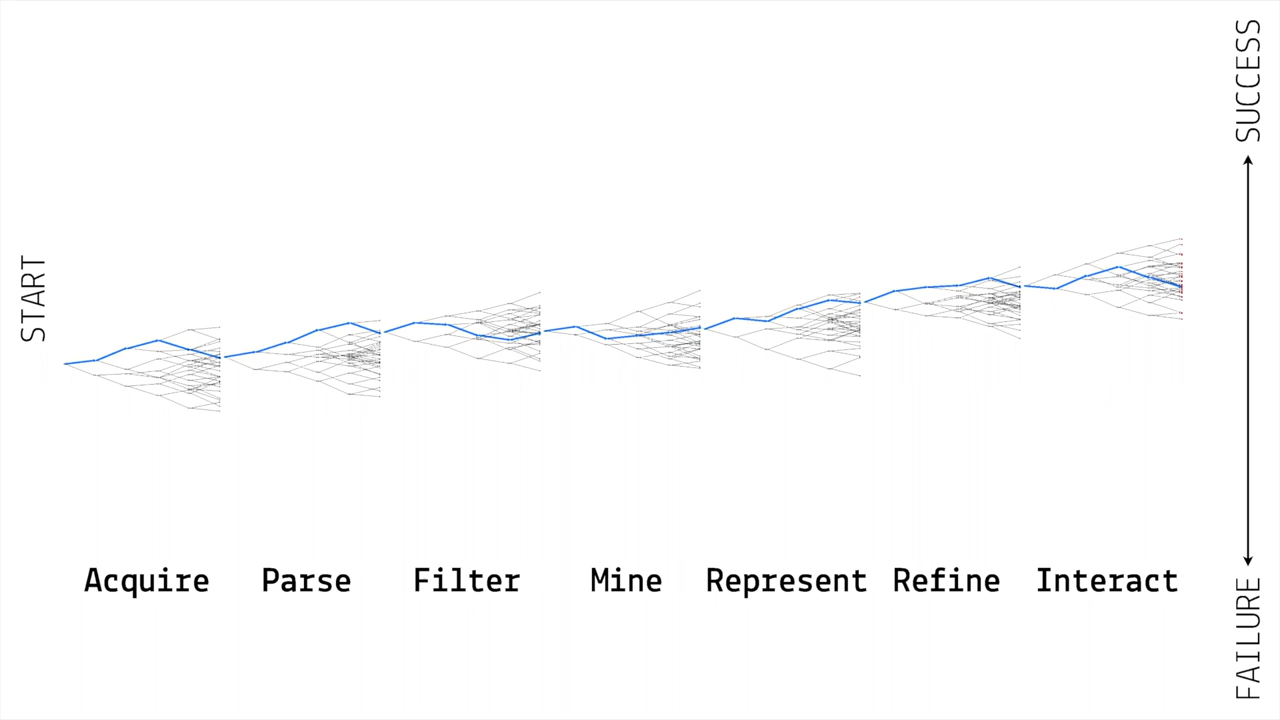 START
Acquire
Parse
Filter
Mine
Represent
Refine
Interact
SUCCESS
FAILURE